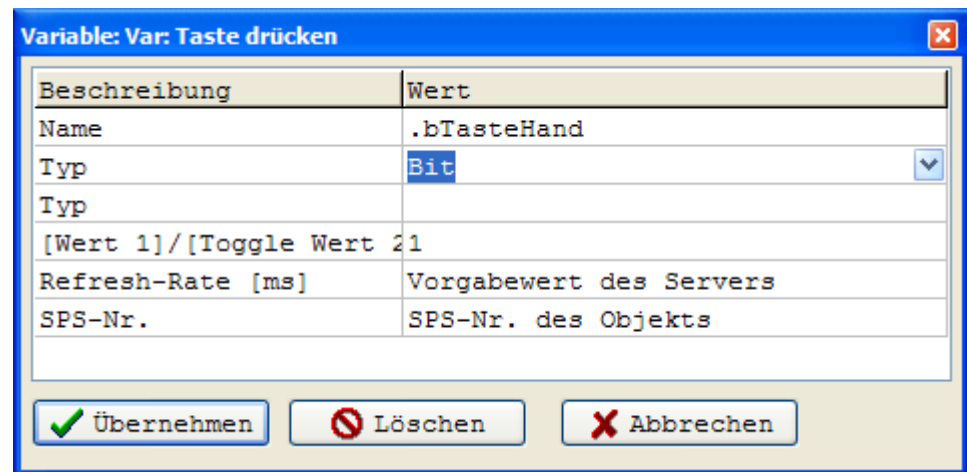 Variable: Var: Taste drücken
Beschreibung Wert
Name .bTasteHand
Typ Bit
Typ
[Wert 1]/[Toggle Wert 2 1
Refresh-Rate [ms] Vorgabewert des Servers
SPS-Nr. SPS-Nr. des Objekts
Übernehmen Löschen Abbrechen